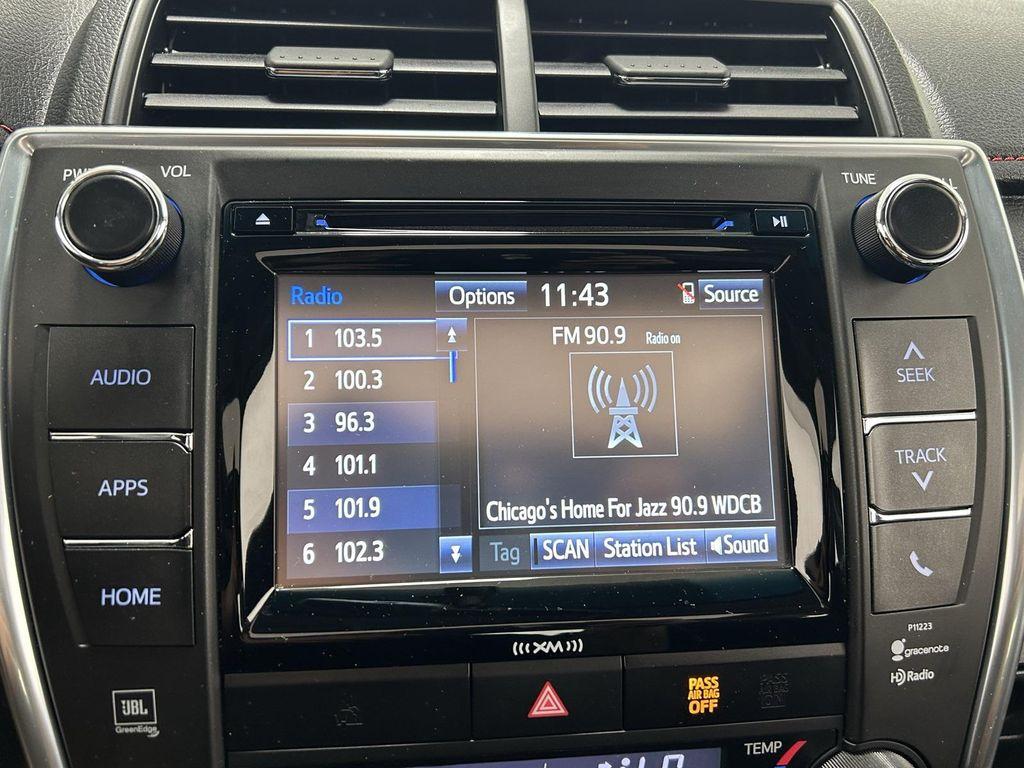 VOL
TUNE
Radio
Options
11:43
Source
1 103.5
2 100.3
3 96.3
4 101.1
5 101.9
6 102.3
FM 90.9 Radio on
Chicago's Home For Jazz 90.9 WDCB
Tag
SCAN
Station List
Sound
AUDIO
APPS
HOME
SEEK
TRACK
XM
P11223
gracenote
HD Radio
JBL
GreenEdge
PASS
AIR BAG
OFF
TEMP